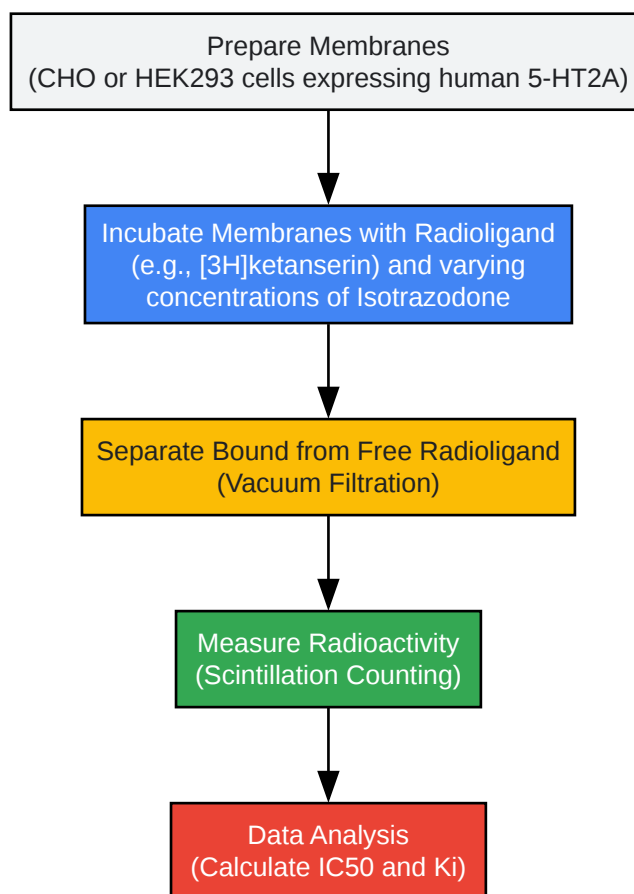 Prepare Membranes
(CHO or HEK293 cells expressing human 5-HT2A)
Incubate Membranes with Radioligand
(e.g., [3H]ketanserin) and varying
concentrations of Isotrazodone
Separate Bound from Free Radioligand
(Vacuum Filtration)
Measure Radioactivity
(Scintillation Counting)
Data Analysis
(Calculate IC50 and Ki)